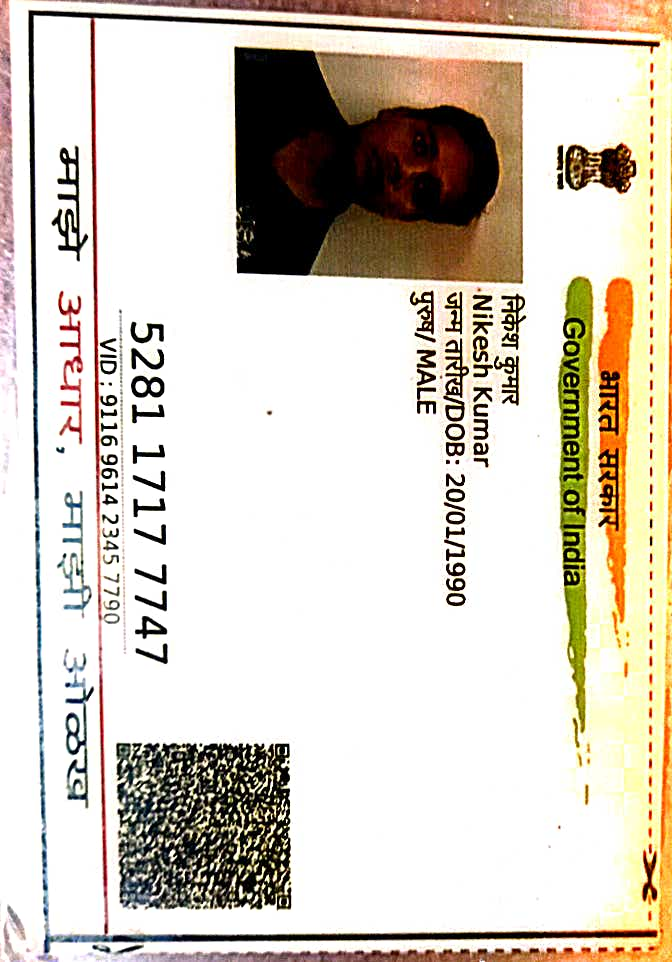 भारत सरकार
Government of India
निकेश कुमार
Nikesh Kumar
जन्म तारीख/DOB: 20/01/1990
पुरुष/ MALE
5281 1717 7747
VID : 9116 9614 2345 7790
माझे आधार, माझी ओळख